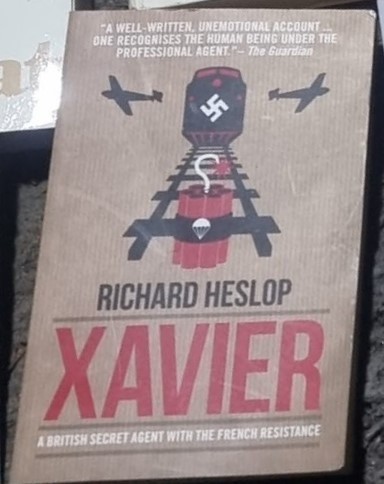 "A WELL-WRITTEN, UNEMOTIONAL ACCOUNT...
ONE RECOGNISES THE HUMAN BEING UNDER THE
PROFESSIONAL AGENT."– The Guardian
RICHARD HESLOP
XAVIER
A BRITISH SECRET AGENT WITH THE FRENCH RESISTANCE